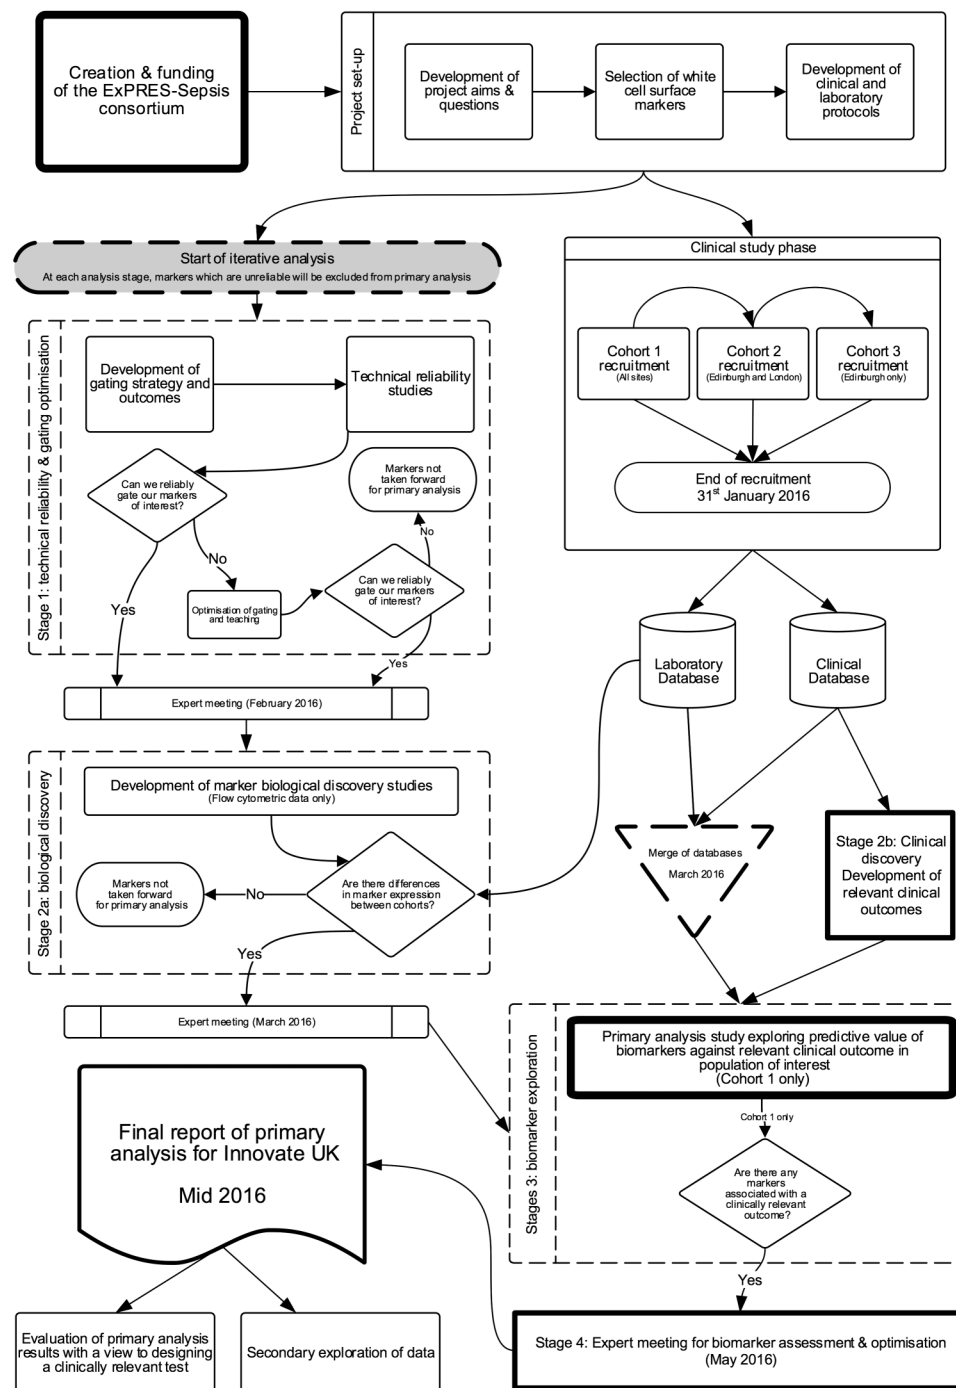 Creation & funding
of the ExPRES-Sepsis
consortium
Project set-up
Development of
project aims &
questions
Selection of white
cell surface
markers
Development of
clinical and
laboratory
protocols
Start of iterative analysis
At each analysis stage, markers which are unreliable will be excluded from primary analysis
Clinical study phase
Cohort 1
recruitment
(All sites)
Cohort 2
recruitment
(Edinburgh and London)
Cohort 3
recruitment
(Edinburgh only)
End of recruitment
31st January 2016
Stage 1: technical reliability & gating optimisation
Development of
gating strategy and
outcomes
Technical reliability
studies
Can we reliably
gate our markers
of interest?
Markers not
taken forward
for primary analysis
No
No
Can we reliably
gate our markers
of interest?
Optimisation of gating
and teaching
Yes
Yes
Expert meeting (February 2016)
Laboratory
Database
Clinical
Database
Stage 2a: biological discovery
Development of marker biological discovery studies
(Flow cytometric data only)
Are there differences
in marker expression
between cohorts?
No
Markers not
taken forward
for primary analysis
Yes
Expert meeting (March 2016)
Merge of databases
March 2016
Stage 2b: Clinical
discovery
Development of
relevant clinical
outcomes
Stages 3: biomarker exploration
Primary analysis study exploring predictive value of
biomarkers against relevant clinical outcome in
population of interest
(Cohort 1 only)
Cohort 1 only
Are there any
markers
associated with a
clinically relevant
outcome?
Yes
Stage 4: Expert meeting for biomarker assessment & optimisation
(May 2016)
Final report of primary
analysis for Innovate UK
Mid 2016
Evaluation of primary analysis
results with a view to designing
a clinically relevant test
Secondary exploration of data